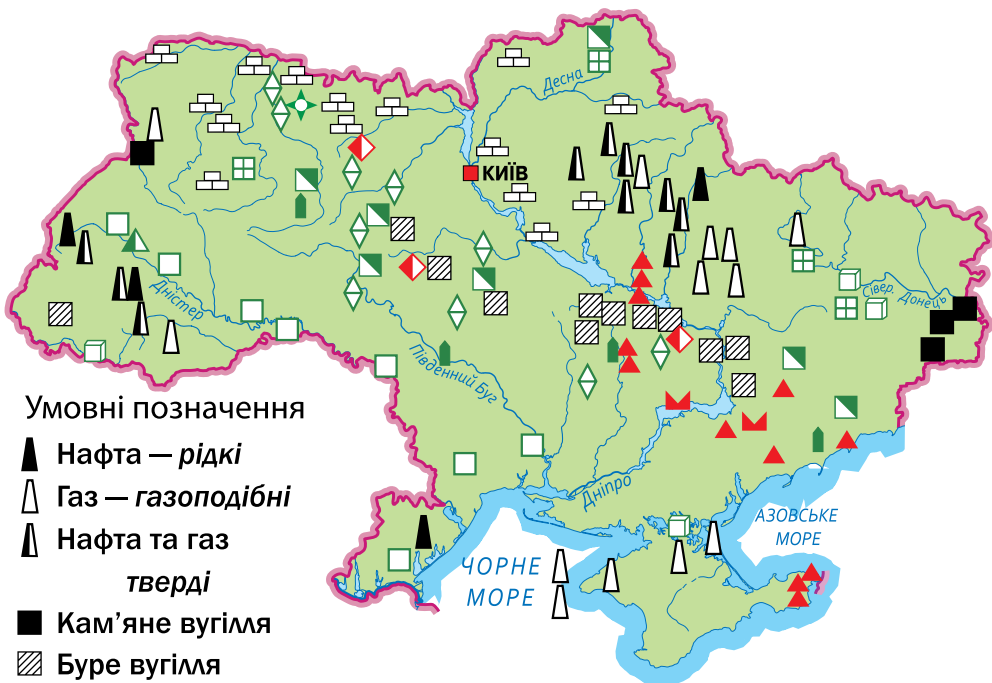 Десна
КИЇВ
Сівер. Донець
Дністер
Південний Буг
Умовні позначення
Нафта — рідкі
Газ — газоподібні
Нафта та газ
тверді
Кам’яне вугілля
Буре вугілля
Дніпро
АЗОВСЬКЕ
МОРЕ
ЧОРНЕ
МОРЕ